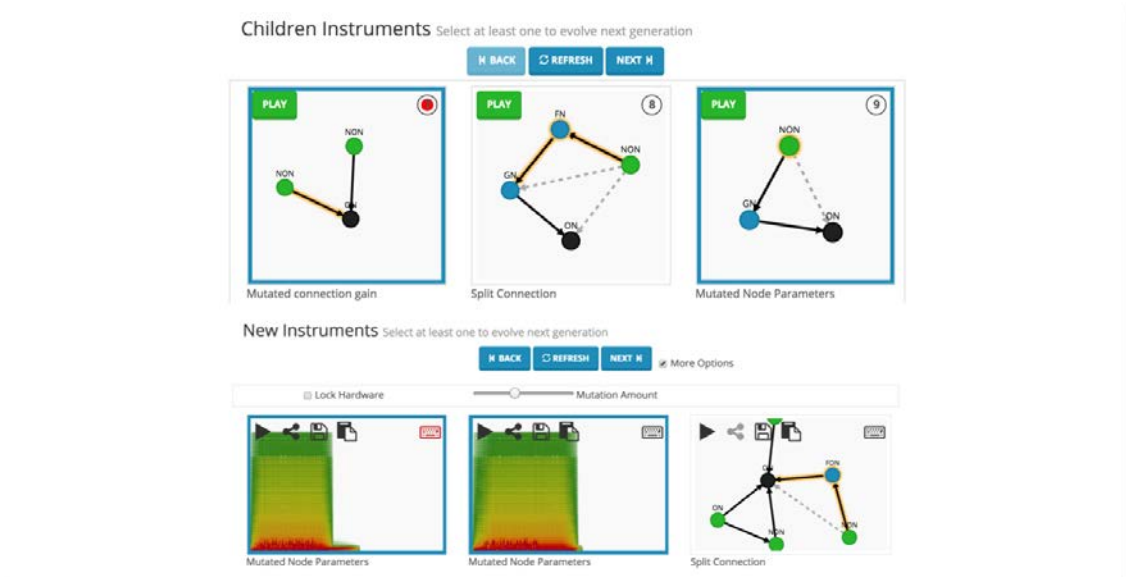 Children Instruments Select at least one to evolve next generation
BACK REFRESH NEXT
PLAY
NON
NON
PLAY 8
FN
NON
GN
ON
PLAY 9
NON
GN
ON
Mutated connection gain Split Connection Mutated Node Parameters
New Instruments Select at least one to evolve next generation
BACK REFRESH NEXT More Options
Lock Hardware Mutation Amount
ON
NON
Mutated Node Parameters Mutated Node Parameters Split Connection